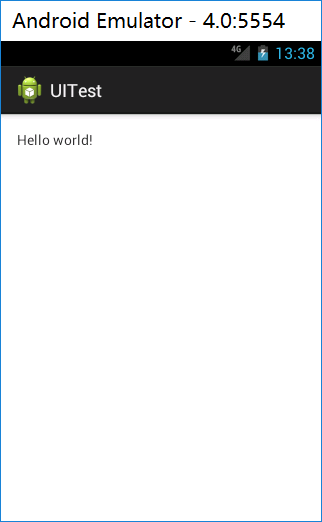 Android Emulator - 4.0:5554
4G 13:38
UITest
Hello world!